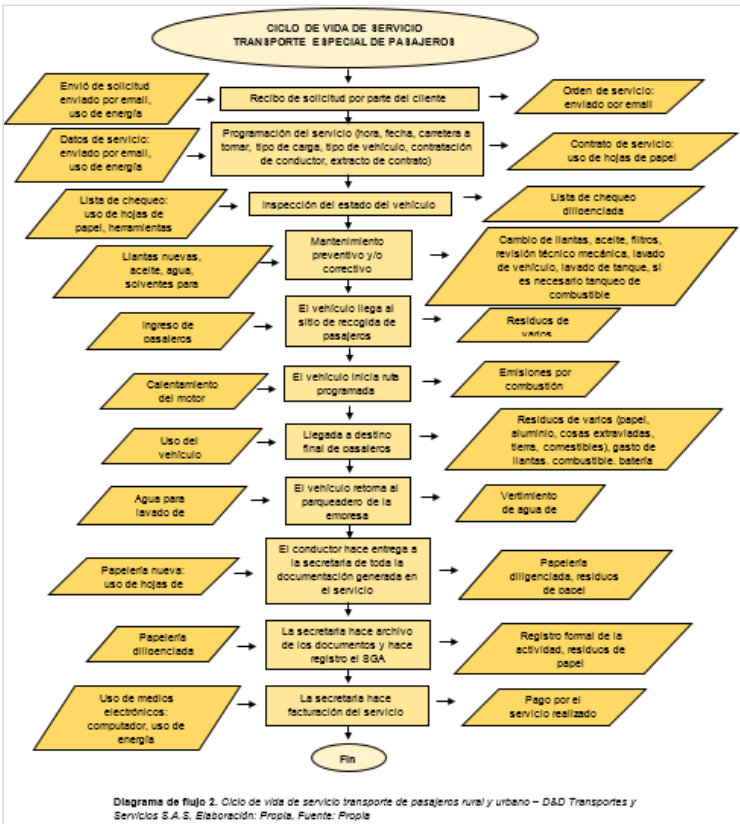 CICLO DE VIDA DE SERVICIO
TRANSPORTE ESPECIAL DE PASAJEROS
Envió de solicitud
enviado por email,
uso de energía
Recibo de solicitud por parte del cliente
Orden de servicio:
enviado por email
Datos de servicio:
enviado por email,
uso de energía
Programación del servicio (hora, fecha, carretera a
tomar, tipo de carga, tipo de vehículo, contratación
de conductor, extracto de contrato)
Contrato de servicio:
uso de hojas de papel
Lista de chequeo:
uso de hojas de
papel, herramientas
Inspección del estado del vehículo
Lista de chequeo
diligenciada
Llantas nuevas,
aceite, agua,
solventes para
Mantenimiento
preventivo y/o
correctivo
Cambio de llantas, aceite, filtros,
revisión técnico mecánica, lavado
de vehículo, lavado de tanque, si
es necesario tanqueo de
combustible
Ingreso de
pasajeros
El vehículo llega al
sitio de recogida de
pasajeros
Residuos de
varios
Calentamiento
del motor
El vehículo inicia ruta
programada
Emisiones por
combustión
Uso del
vehículo
Llegada a destino
final de pasajeros
Residuos de varios (papel,
aluminio, cosas extraviadas,
tierra, comestibles), gasto de
llantas, combustible, batería
Agua para
lavado de
El vehículo retorna al
parqueadero de la
empresa
Vertimiento
de agua de
Papelería nueva:
uso de hojas de
El conductor hace entrega a
la secretaria de toda la
documentación generada en
el servicio
Papelería
diligenciada, residuos
de papel
Papelería
diligenciada
La secretaria hace archivo
de los documentos y hace
registro el SGA
Registro formal de la
actividad, residuos de
papel
Uso de medios
electrónicos:
computador, uso de
energía
La secretaria hace
facturación del servicio
Pago por el
servicio realizado
Fin
Diagrama de flujo 2. Ciclo de vida de servicio transporte de pasajeros rural y urbano – D&D Transportes y
Servicios S.A.S, Elaboración: Propia, Fuente: Propia